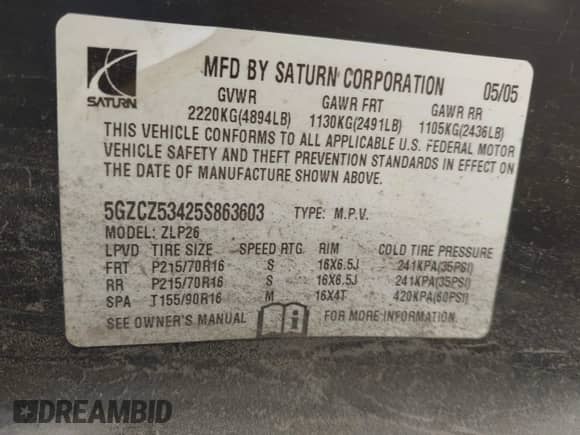 SATURN
MFD BY SATURN CORPORATION 05/05
GVWR GAWR FRT GAWR RR
2220KG(4894LB) 1130KG(2491LB) 1105KG(2436LB)
THIS VEHICLE CONFORMS TO ALL APPLICABLE U.S. FEDERAL MOTOR
VEHICLE SAFETY AND THEFT PREVENTION STANDARDS IN EFFECT ON
THE DATE OF MANUFACTURE SHOWN ABOVE.
5GZCZ53425S863603 TYPE: M.P.V.
MODEL: ZLP26
LPVD TIRE SIZE SPEED RTG RIM COLD TIRE PRESSURE
FRT P215/70R16 S 16X6.5J 241KPA(35PSI)
RR P215/70R16 S 16X6.5J 241KPA(35PSI)
SPA T155/90R16 M 16X4T 420KPA(60PSI)
SEE OWNER'S MANUAL i FOR MORE INFORMATION.
DREAMBID